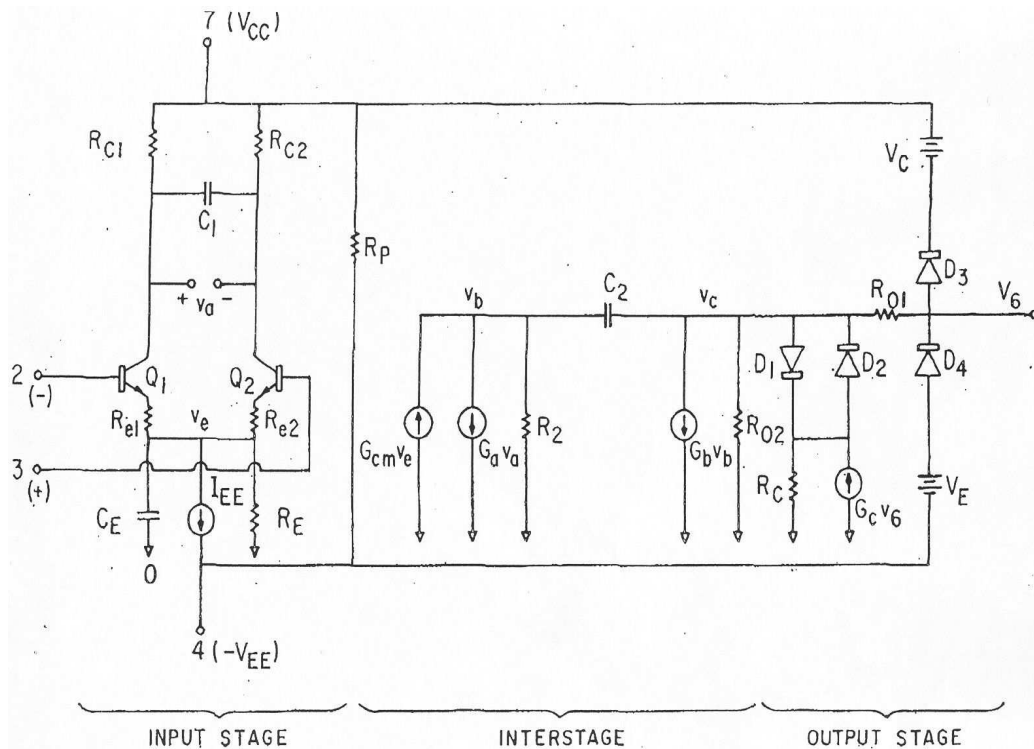 7 (V_CC)
R_C1
R_C2
V_C
C_1
R_P
D_3
+ v_a -
v_b
C_2
v_c
R_O1
V_6
2
(-)
Q_1
Q_2
D_1
D_2
D_4
R_e1
v_e
R_e2
3
(+)
I_EE
G_cm v_e
G_a v_a
R_2
G_b v_b
R_O2
C_E
R_E
R_C
G_c v_6
V_E
0
4 (-V_EE)
INPUT STAGE
INTERSTAGE
OUTPUT STAGE